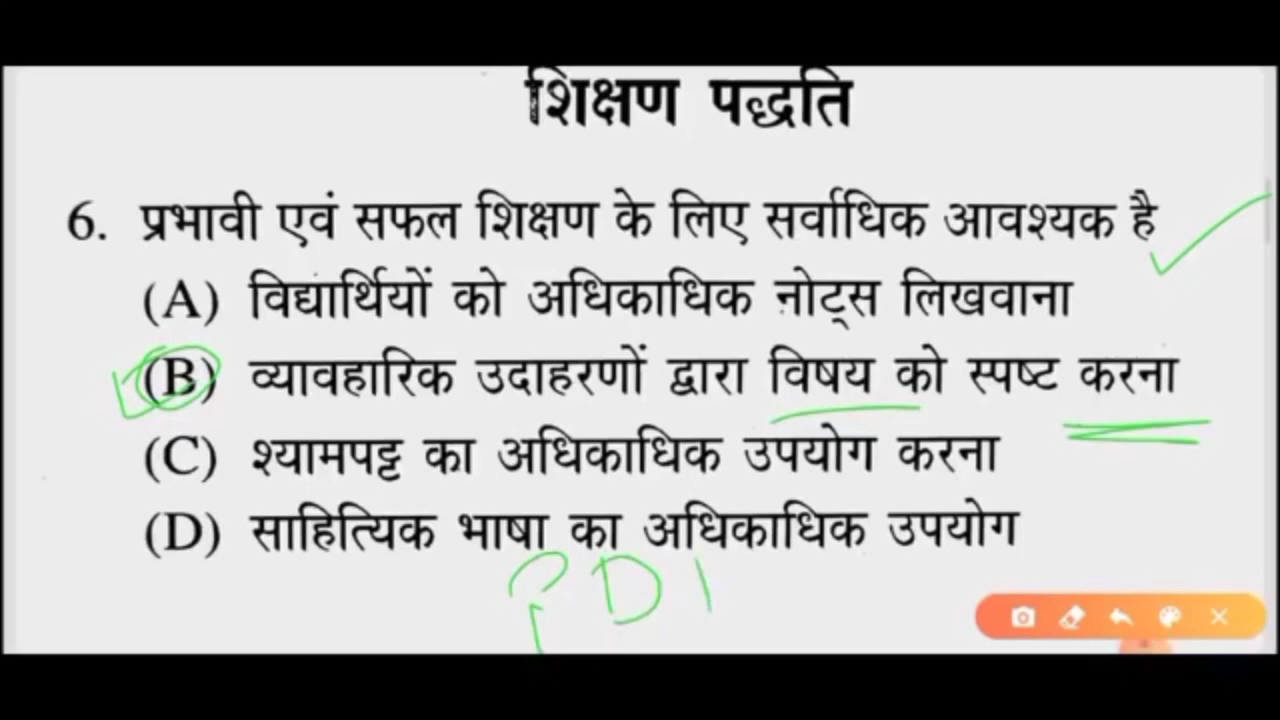 शिक्षण पद्धति
6. प्रभावी एवं सफल शिक्षण के लिए सर्वाधिक आवश्यक है
(A) विद्यार्थियों को अधिकाधिक नोट्स लिखवाना
(B) व्यावहारिक उदाहरणों द्वारा विषय को स्पष्ट करना
(C) श्यामपट्ट का अधिकाधिक उपयोग करना
(D) साहित्यिक भाषा का अधिकाधिक उपयोग